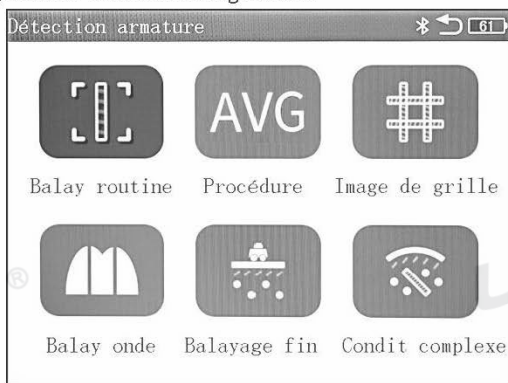 Détection armature 61
AVG
Balay routine Procédure Image de grille
®
Balay onde Balayage fin Condit complexe